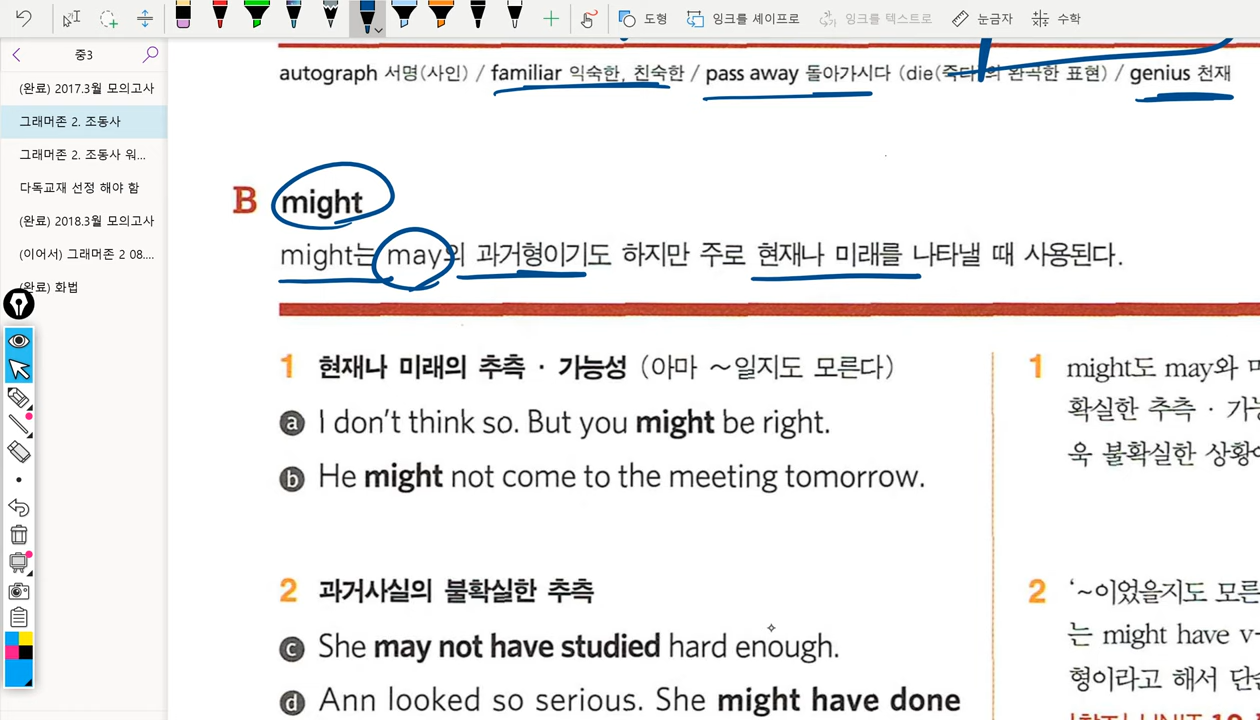 도형
잉크를 셰이프로
잉크를 텍스트로
눈금자
수학
중3
(완료) 2017.3월 모의고사
그래머존 2. 조동사
그래머존 2. 조동사 워...
다독교재 선정 해야 함
(완료) 2018.3월 모의고사
(이어서) 그래머존 2 08....
(완료) 화법
autograph 서명(사인) / familiar 익숙한, 친숙한 / pass away 돌아가시다 (die(죽다)의 완곡한 표현) / genius 천재
B might
might는 may의 과거형이기도 하지만 주로 현재나 미래를 나타낼 때 사용된다.
1 현재나 미래의 추측 · 가능성 (아마 ~일지도 모른다)
a I don't think so. But you might be right.
b He might not come to the meeting tomorrow.
2 과거사실의 불확실한 추측
c She may not have studied hard enough.
d Ann looked so serious. She might have done
1 might도 may와
확실한 추측 ·
욱 불확실한
2 '~이었을지도
는 might have v-
형이라고 해서